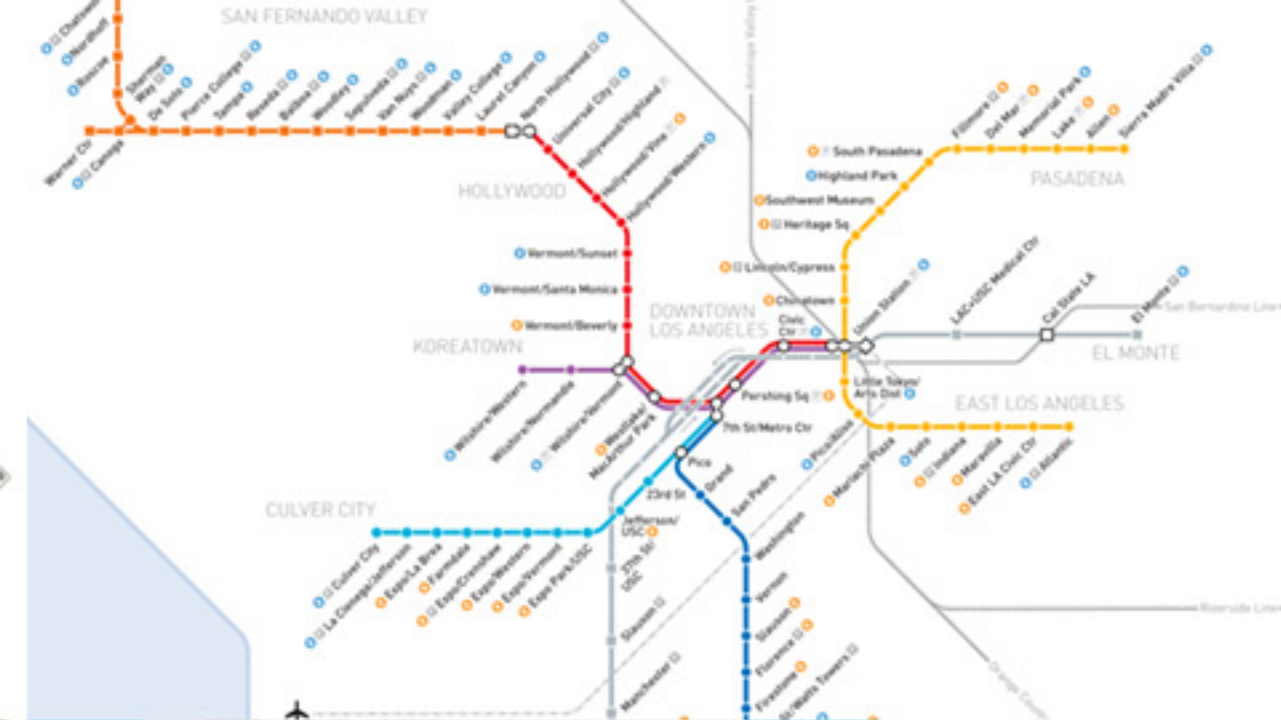 SAN FERNANDO VALLEY
Chatsworth
Nordhoff
Roscoe
Sherman
Way
De Soto
Pierce College
Tampa
Reseda
Balboa
Woodley
Sepulveda
Van Nuys
Woodman
Valley College
Laurel Canyon
North Hollywood
Universal City
Hollywood/Highland
Hollywood/Vine
Hollywood/Western
Warner Ctr
Canoga
HOLLYWOOD
Vermont/Sunset
Vermont/Santa Monica
Vermont/Beverly
KOREATOWN
DOWNTOWN
LOS ANGELES
Civic
Ctr
Wilshire/Western
Wilshire/Normandie
Wilshire/Vermont
Westlake/
MacArthur Park
Pershing Sq
7th St/Metro Ctr
Pico
Antelope Valley
Fillmore
Del Mar
Memorial Park
Lake
Allen
Sierra Madre Villa
South Pasadena
Highland Park
PASADENA
Southwest Museum
Heritage Sq
Lincoln/Cypress
Chinatown
Union Station
LAC+USC Medical Ctr
Cal State LA
El Monte
San Bernardino Line
EL MONTE
Little Tokyo/
Arts Dist
EAST LOS ANGELES
Pico/Aliso
Mariachi Plaza
Soto
Indiana
Maravilla
East LA Civic Ctr
Atlantic
CULVER CITY
Culver City
La Cienega/Jefferson
Expo/La Brea
Farmdale
Expo/Crenshaw
Expo/Western
Expo/Vermont
Expo Park/USC
23rd St
Jefferson/
USC
37th St/
USC
Slauson
Manchester
Grand
San Pedro
Washington
Vernon
Slauson
Florence
Firestone
St/Watts Towers
Riverside Line
Orange County